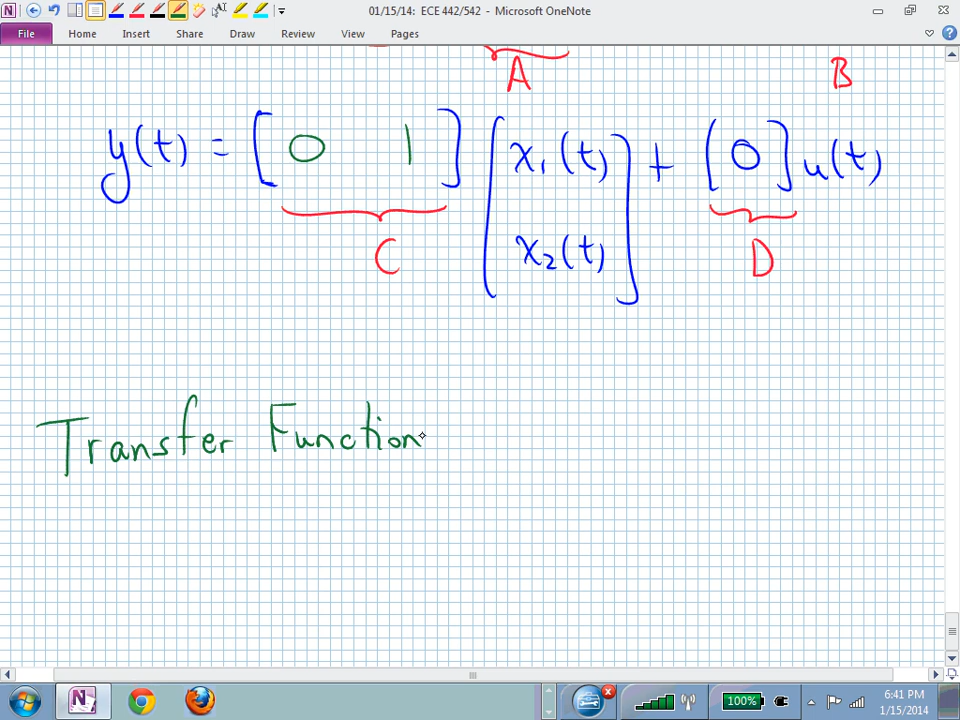 01/15/14: ECE 442/542 - Microsoft OneNote
File Home Insert Share Draw Review View Pages
A B
y(t) = [ 0 1 ] [ x₁(t) ] + [ 0 ] u(t)
C [ x₂(t) ] D
Transfer Function
100%
6:41 PM
1/15/2014